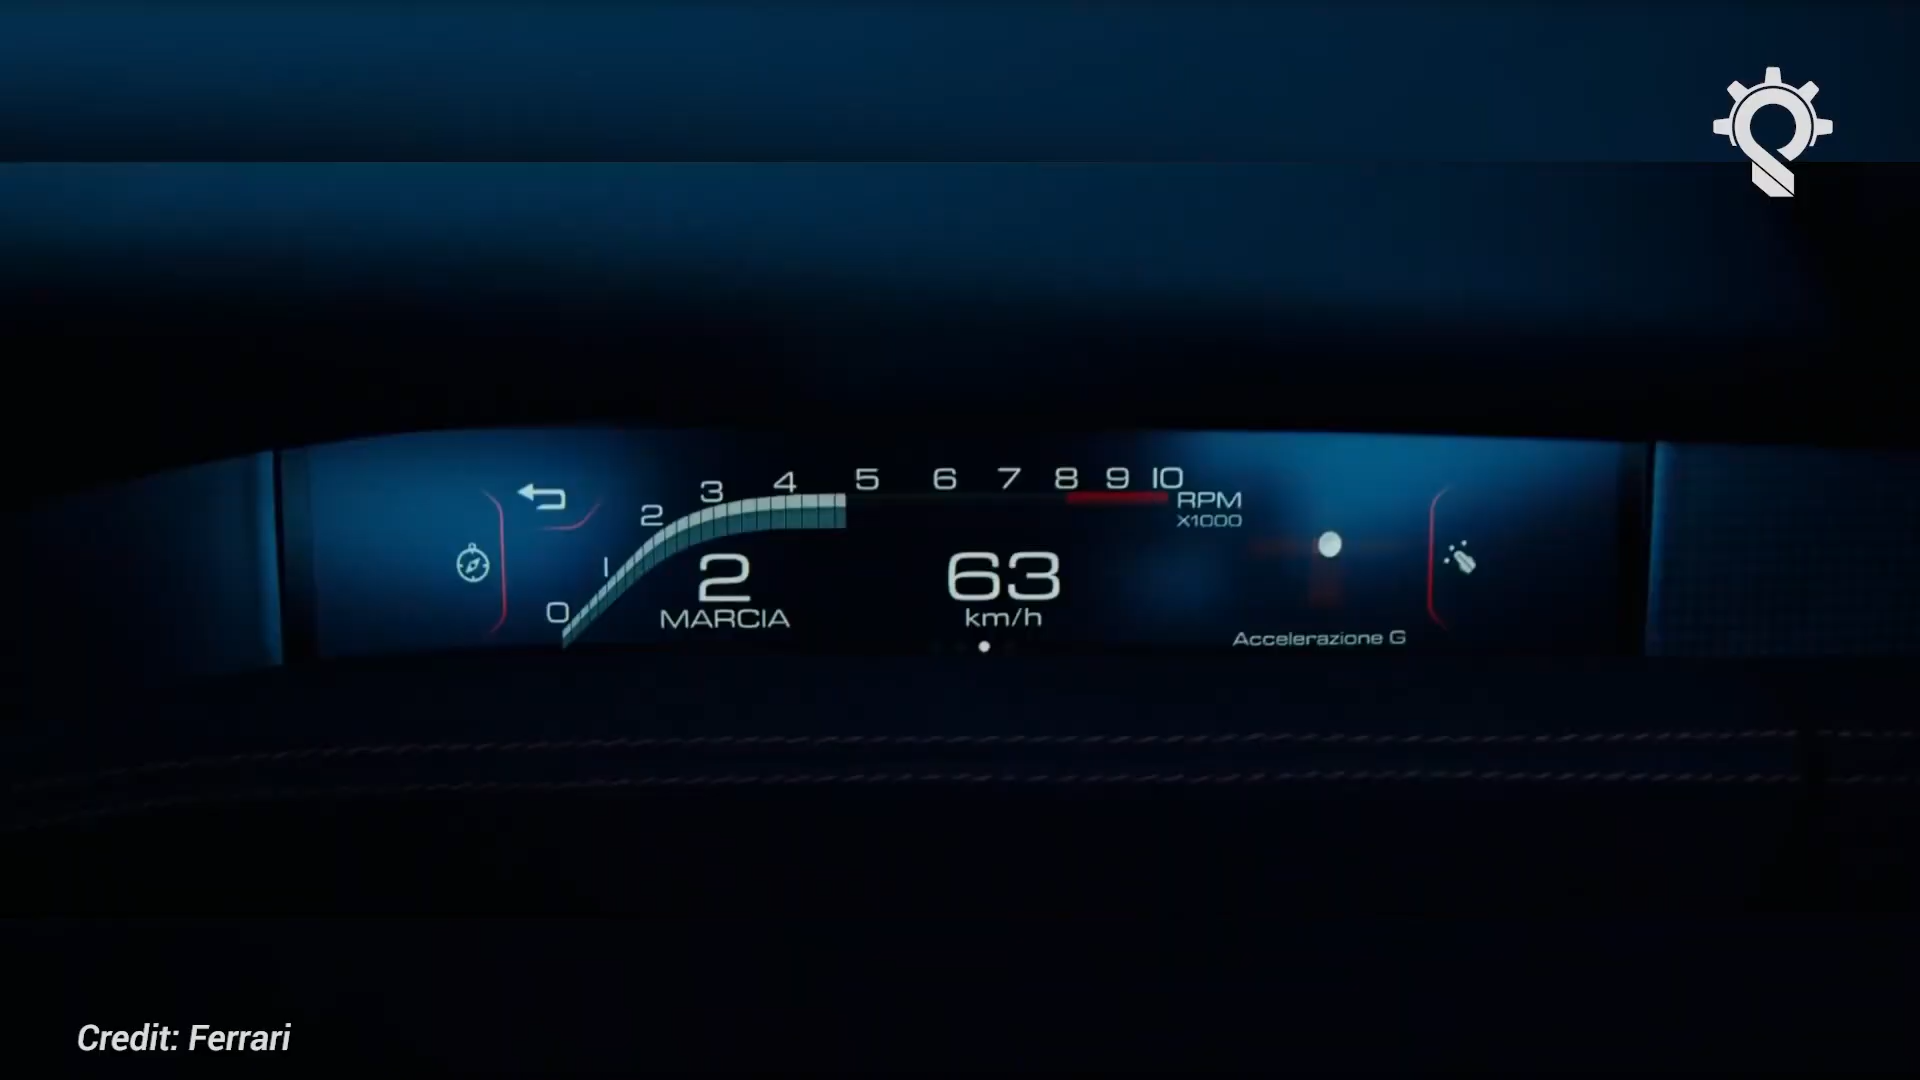 0 1 2 3 4 5 6 7 8 9 10
RPM
X1000
2
MARCIA
63
km/h
Accelerazione G
Credit: Ferrari